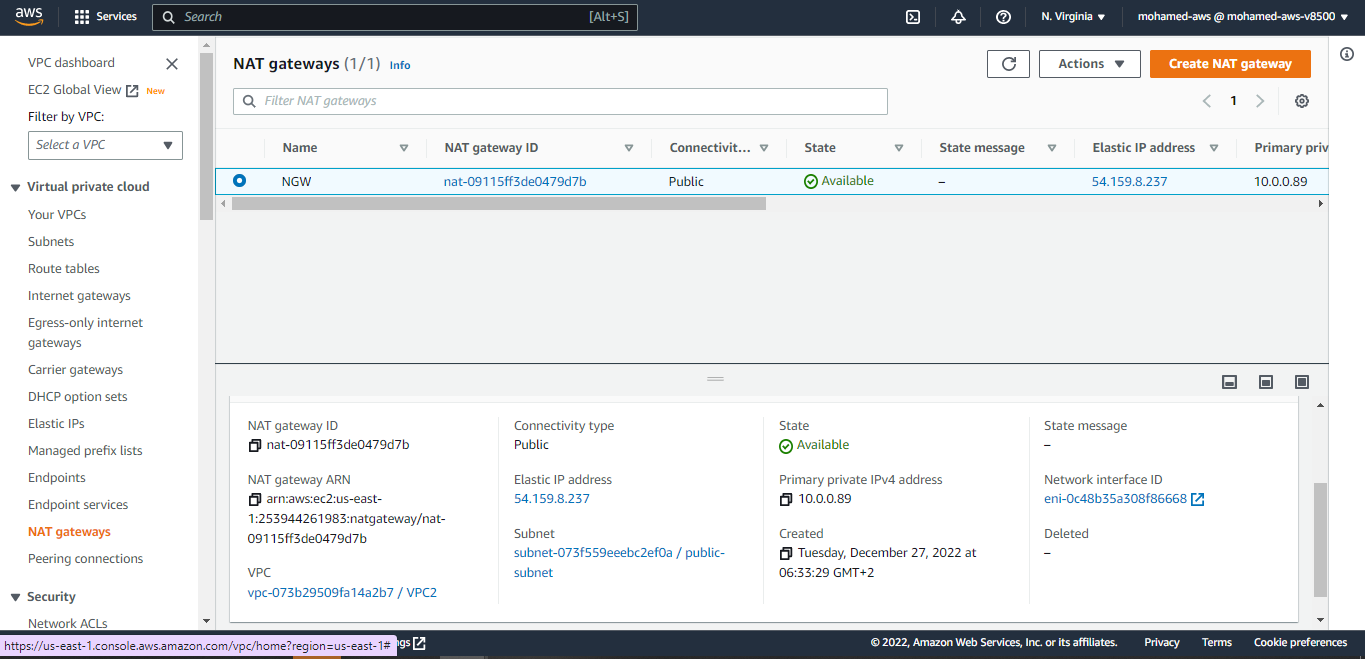 aws
Services
Search
[Alt+S]
N. Virginia
mohamed-aws @ mohamed-aws-v8500
VPC dashboard
EC2 Global View
New
Filter by VPC:
Select a VPC
Virtual private cloud
Your VPCs
Subnets
Route tables
Internet gateways
Egress-only internet
gateways
Carrier gateways
DHCP option sets
Elastic IPs
Managed prefix lists
Endpoints
Endpoint services
NAT gateways
Peering connections
Security
Network ACLs
NAT gateways (1/1) Info
Actions
Create NAT gateway
Filter NAT gateways
1
Name
NAT gateway ID
Connectivit...
State
State message
Elastic IP address
Primary priv
NGW
nat-09115ff3de0479d7b
Public
Available
–
54.159.8.237
10.0.0.89
NAT gateway ID
nat-09115ff3de0479d7b
NAT gateway ARN
arn:aws:ec2:us-east-
1:253944261983:natgateway/nat-
09115ff3de0479d7b
VPC
vpc-073b29509fa14a2b7 / VPC2
Connectivity type
Public
Elastic IP address
54.159.8.237
Subnet
subnet-073f559eeebc2ef0a / public-
subnet
State
Available
Primary private IPv4 address
10.0.0.89
Created
Tuesday, December 27, 2022 at
06:33:29 GMT+2
State message
–
Network interface ID
eni-0c48b35a308f86668
Deleted
–
https://us-east-1.console.aws.amazon.com/vpc/home?region=us-east-1#
ngs
© 2022, Amazon Web Services, Inc. or its affiliates.
Privacy
Terms
Cookie preferences